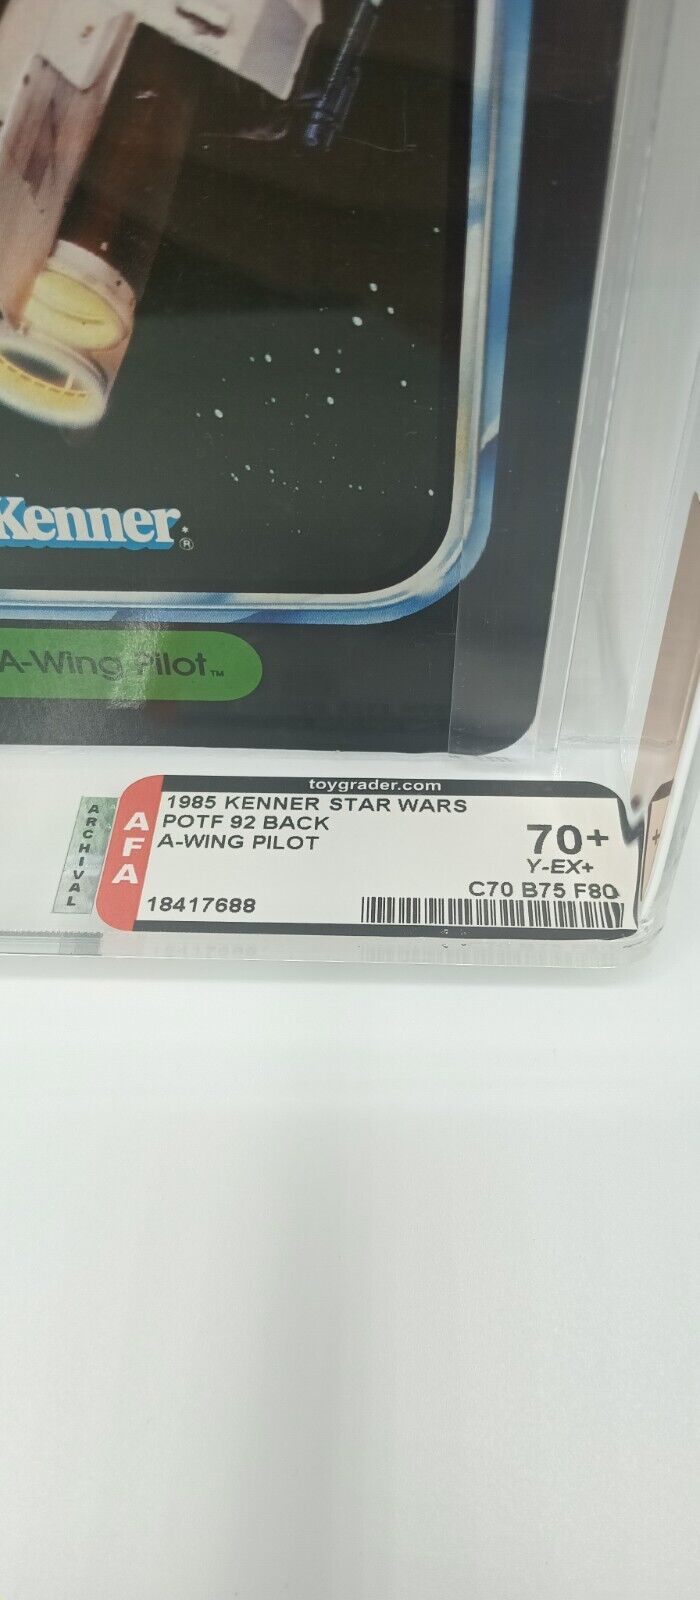 Kenner®
A-Wing Pilot™
toygrader.com
ARCHIVAL
AFA
1985 KENNER STAR WARS
POTF 92 BACK
A-WING PILOT
70+
Y-EX+
C70 B75 F80
18417688